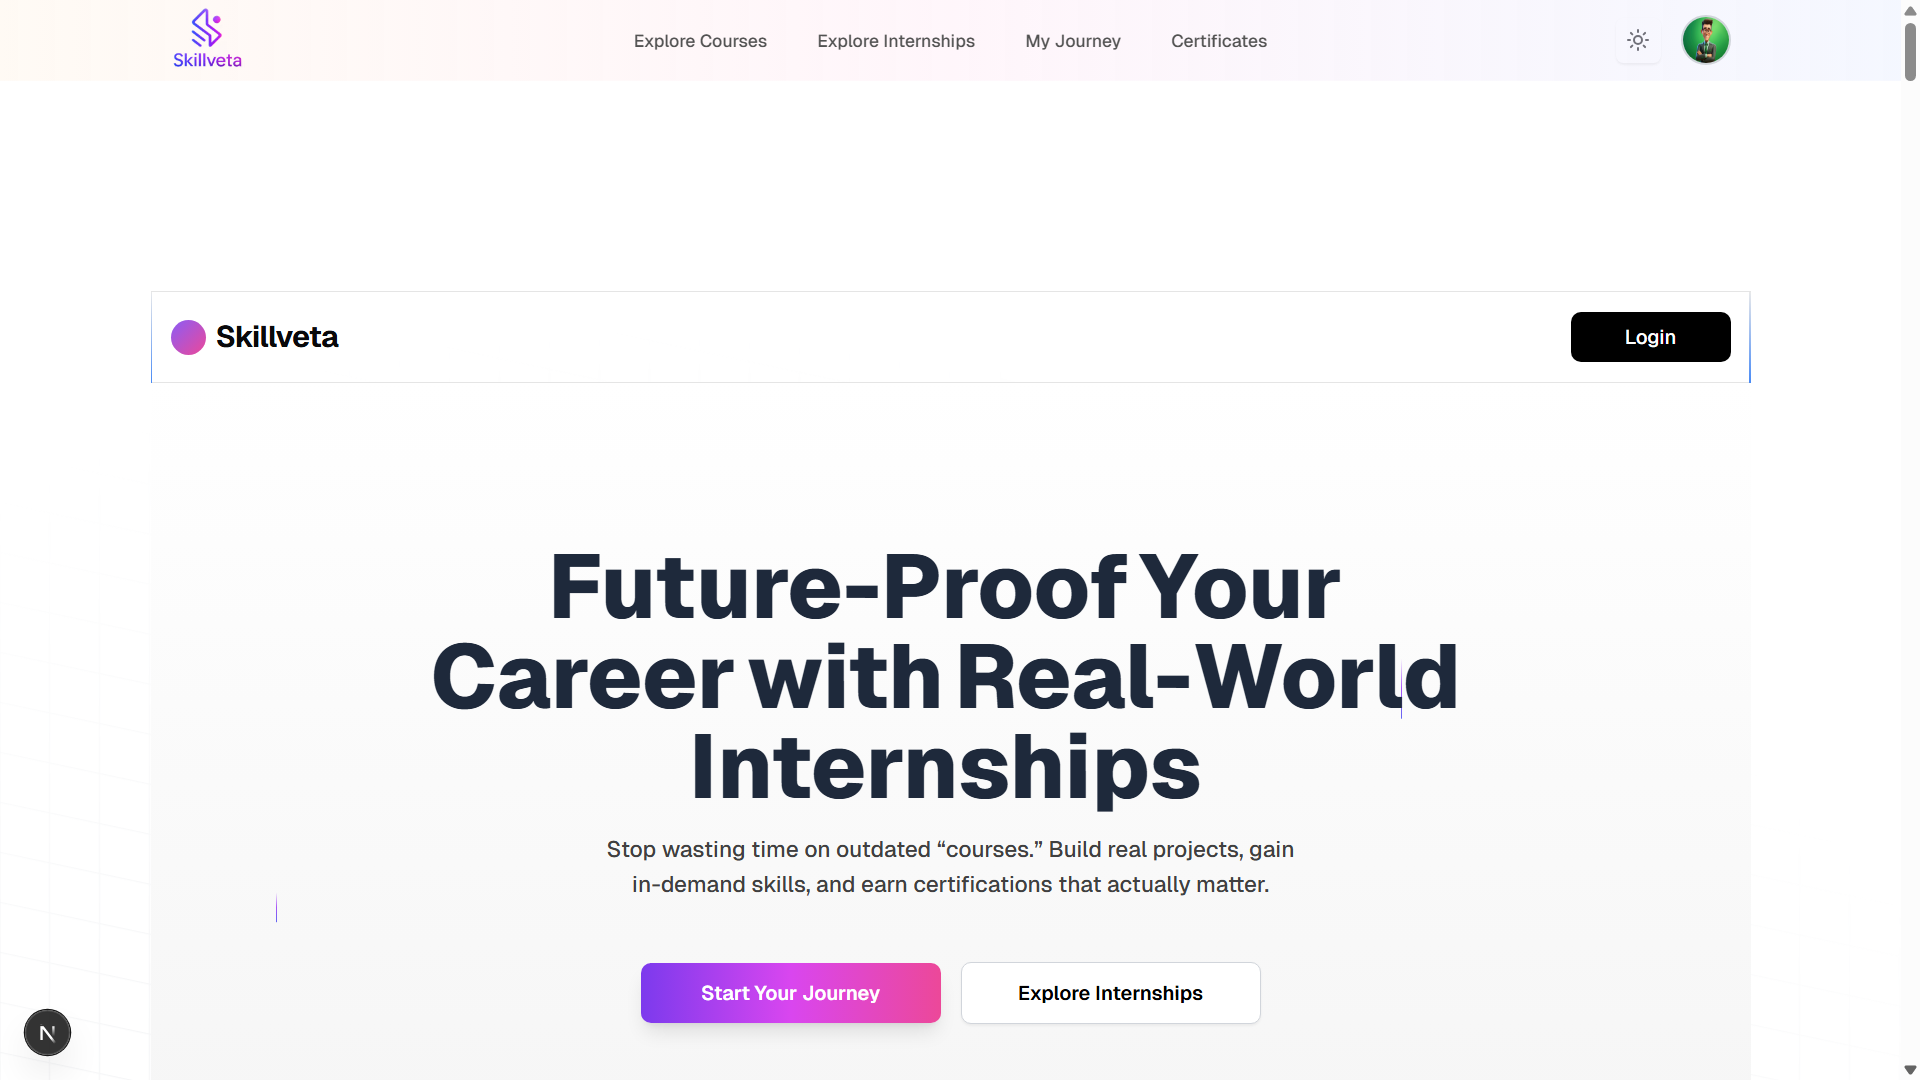 Skillveta
Explore Courses
Explore Internships
My Journey
Certificates
Skillveta
Login
Future-Proof Your
Career with Real-World
Internships
Stop wasting time on outdated “courses.” Build real projects, gain
in-demand skills, and earn certifications that actually matter.
Start Your Journey
Explore Internships
N